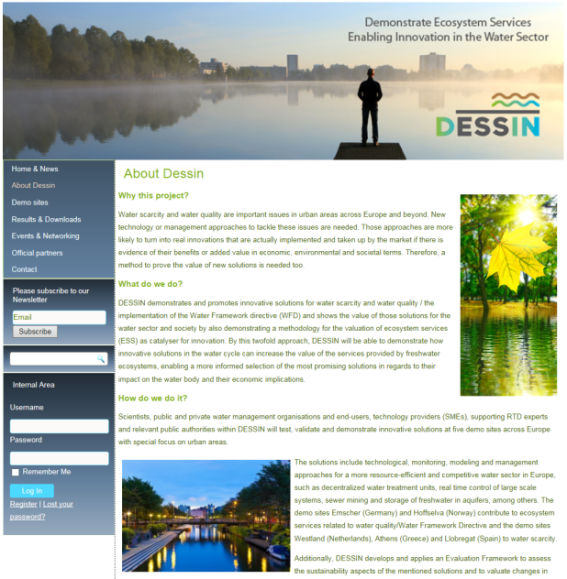 Demonstrate Ecosystem Services
Enabling Innovation in the Water Sector
DESSIN
Home & News
About Dessin
Demo sites
Results & Downloads
Events & Networking
Official partners
Contact
Please subscribe to our
Newsletter
Email
Subscribe
Internal Area
Username
Password
Remember Me
Log In
Register | Lost your
password?
About Dessin
Why this project?
Water scarcity and water quality are important issues in urban areas across Europe and beyond. New
technology or management approaches to tackle these issues are needed. Those approaches are more
likely to turn into real innovations that are actually implemented and taken up by the market if there is
evidence of their benefits or added value in economic, environmental and societal terms. Therefore, a
method to prove the value of new solutions is needed too.
What do we do?
DESSIN demonstrates and promotes innovative solutions for water scarcity and water quality / the
implementation of the Water Framework directive (WFD) and shows the value of those solutions for the
water sector and society by also demonstrating a methodology for the valuation of ecosystem services
(ESS) as catalyser for innovation. By this twofold approach, DESSIN will be able to demonstrate how
innovative solutions in the water cycle can increase the value of the services provided by freshwater
ecosystems, enabling a more informed selection of the most promising solutions in regards to their
impact on the water body and their economic implications.
How do we do it?
Scientists, public and private water management organisations and end-users, technology providers (SMEs), supporting RTD experts
and relevant public authorities within DESSIN will test, validate and demonstrate innovative solutions at five demo sites across Europe
with special focus on urban areas.
The solutions include technological, monitoring, modeling and management
approaches for a more resource-efficient and competitive water sector in Europe,
such as decentralized water treatment units, real time control of large scale
systems, sewer mining and storage of freshwater in aquifers, among others. The
demo sites Emscher (Germany) and Hoffselva (Norway) contribute to ecosystem
services related to water quality/Water Framework Directive and the demo sites
Westland (Netherlands), Athens (Greece) and Llobregat (Spain) to water scarcity.
Additionally, DESSIN develops and applies an Evaluation Framework to assess
the sustainability aspects of the mentioned solutions and to valuate changes in